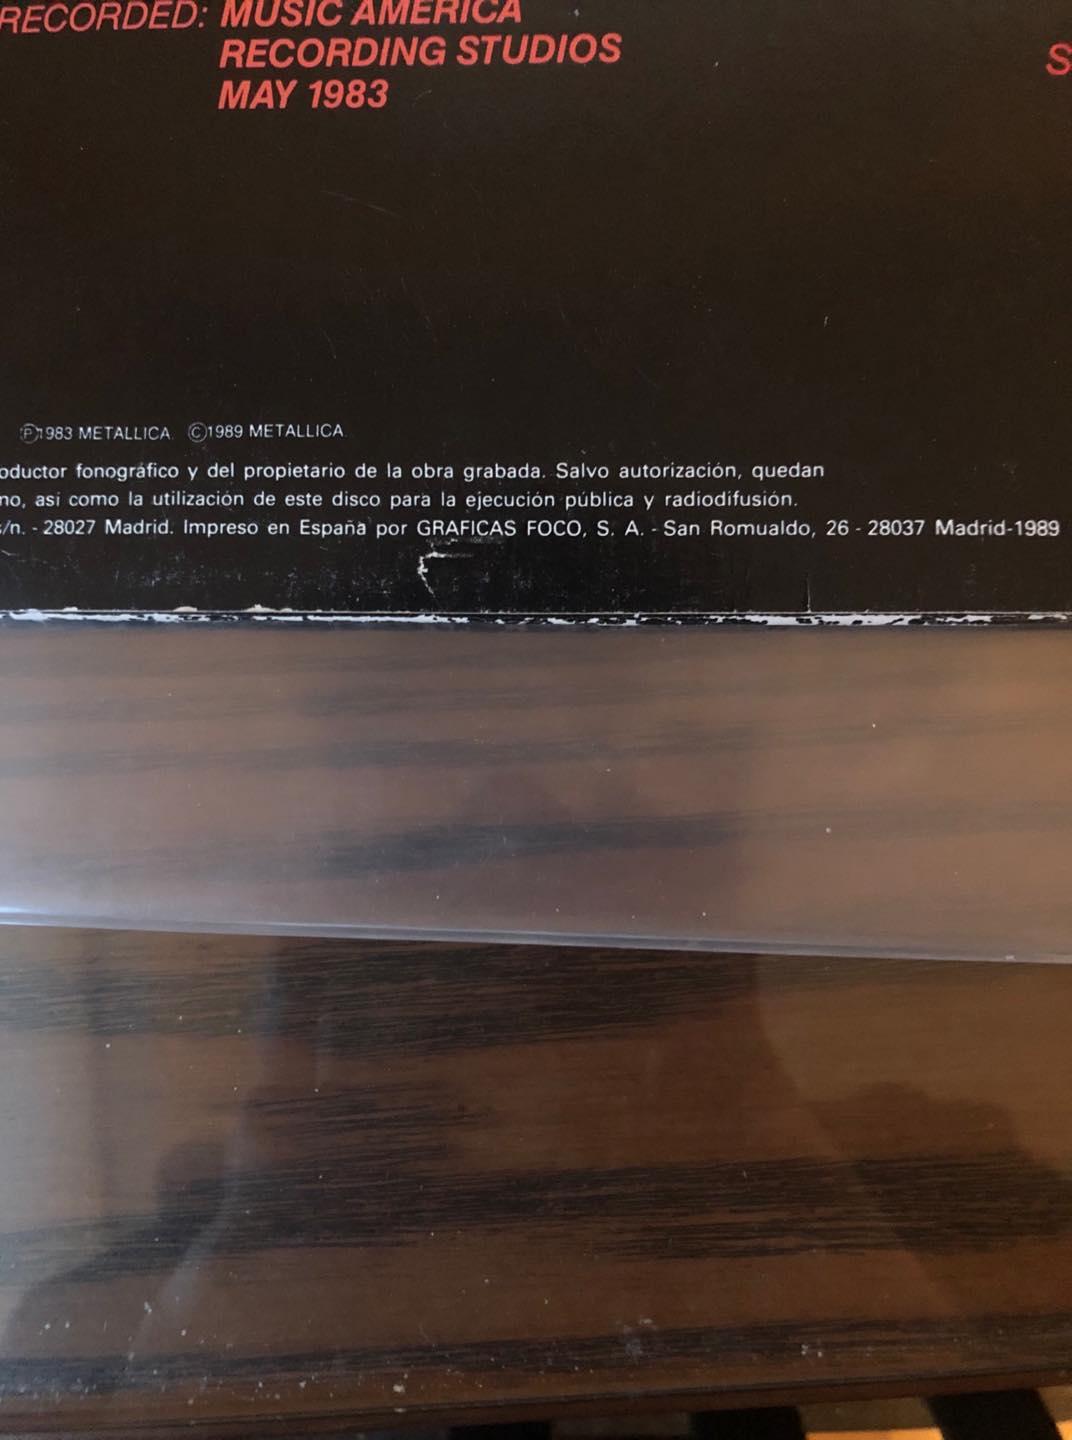 RECORDED: MUSIC AMERICA
RECORDING STUDIOS
MAY 1983
S
Ⓟ1983 METALLICA. Ⓒ1989 METALLICA.
oductor fonográfico y del propietario de la obra grabada. Salvo autorización, quedan
no, así como la utilización de este disco para la ejecución pública y radiodifusión.
s/n. - 28027 Madrid. Impreso en España por GRAFICAS FOCO, S. A. - San Romualdo, 26 - 28037 Madrid-1989